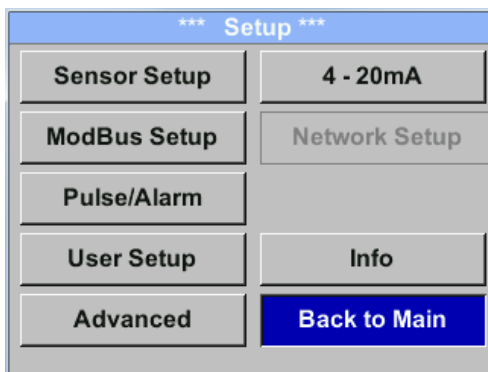 *** Setup ***
Sensor Setup
4 - 20mA
ModBus Setup
Network Setup
Pulse/Alarm
User Setup
Info
Advanced
Back to Main